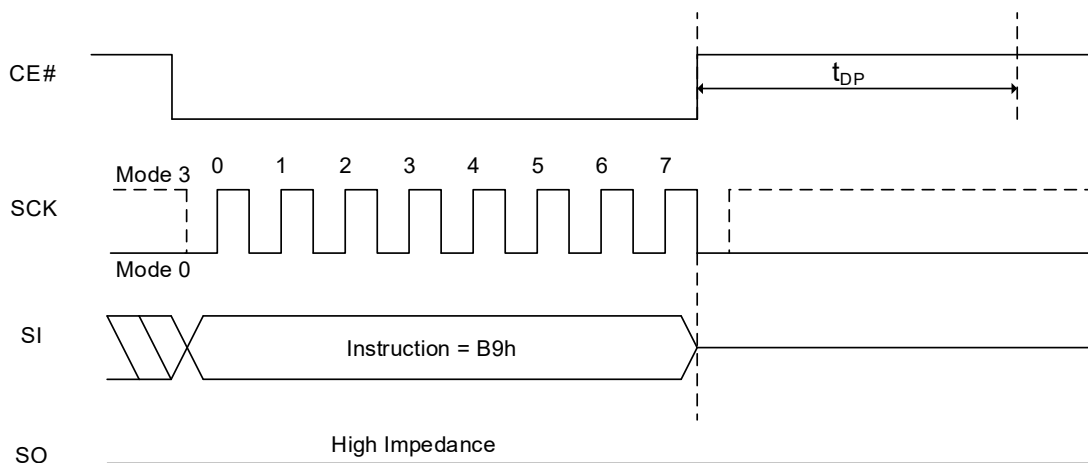 CE#
tDP
SCK
Mode 3
0 1 2 3 4 5 6 7
Mode 0
SI
Instruction = B9h
SO
High Impedance